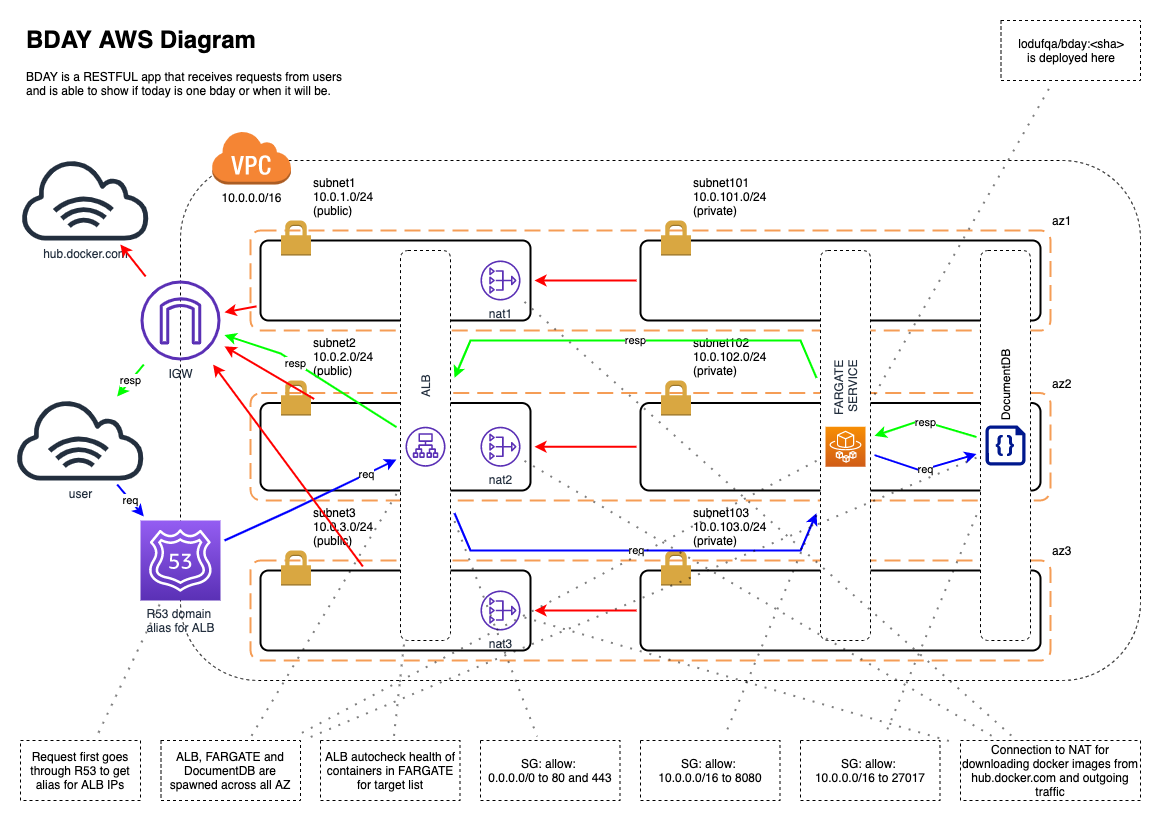 BDAY AWS Diagram
BDAY is a RESTFUL app that receives requests from users
and is able to show if today is one bday or when it will be.
lodufqa/bday:<sha>
is deployed here
VPC
10.0.0.0/16
hub.docker.com
subnet1
10.0.1.0/24
(public)
subnet101
10.0.101.0/24
(private)
az1
nat1
IGW
resp
subnet2
10.0.2.0/24
(public)
resp
resp
subnet102
10.0.102.0/24
(private)
az2
ALB
FARGATE
SERVICE
DocumentDB
nat2
resp
req
{}
user
req
req
53
R53 domain
alias for ALB
subnet3
10.0.3.0/24
(public)
req
subnet103
10.0.103.0/24
(private)
az3
nat3
Request first goes
through R53 to get
alias for ALB IPs
ALB, FARGATE and
DocumentDB are
spawned across all AZ
ALB autocheck health of
containers in FARGATE
for target list
SG: allow:
0.0.0.0/0 to 80 and 443
SG: allow:
10.0.0.0/16 to 8080
SG: allow:
10.0.0.0/16 to 27017
Connection to NAT for
downloading docker images from
hub.docker.com and outgoing
traffic